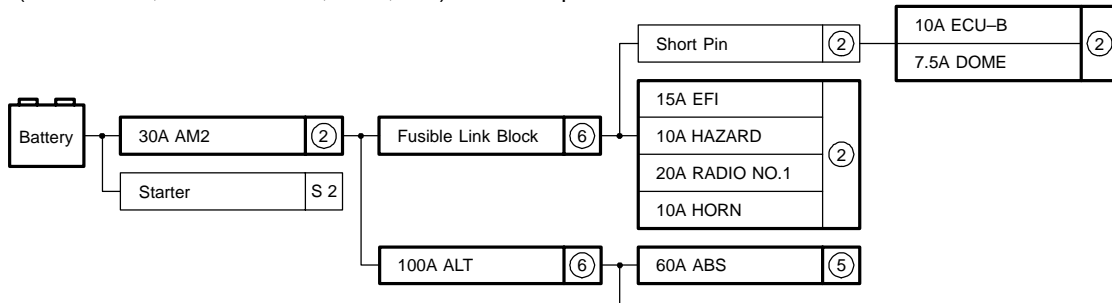 Short Pin
2
10A ECU–B
7.5A DOME
2
Battery
30A AM2
2
Fusible Link Block
6
15A EFI
10A HAZARD
20A RADIO NO.1
10A HORN
2
Starter
S 2
100A ALT
6
60A ABS
5